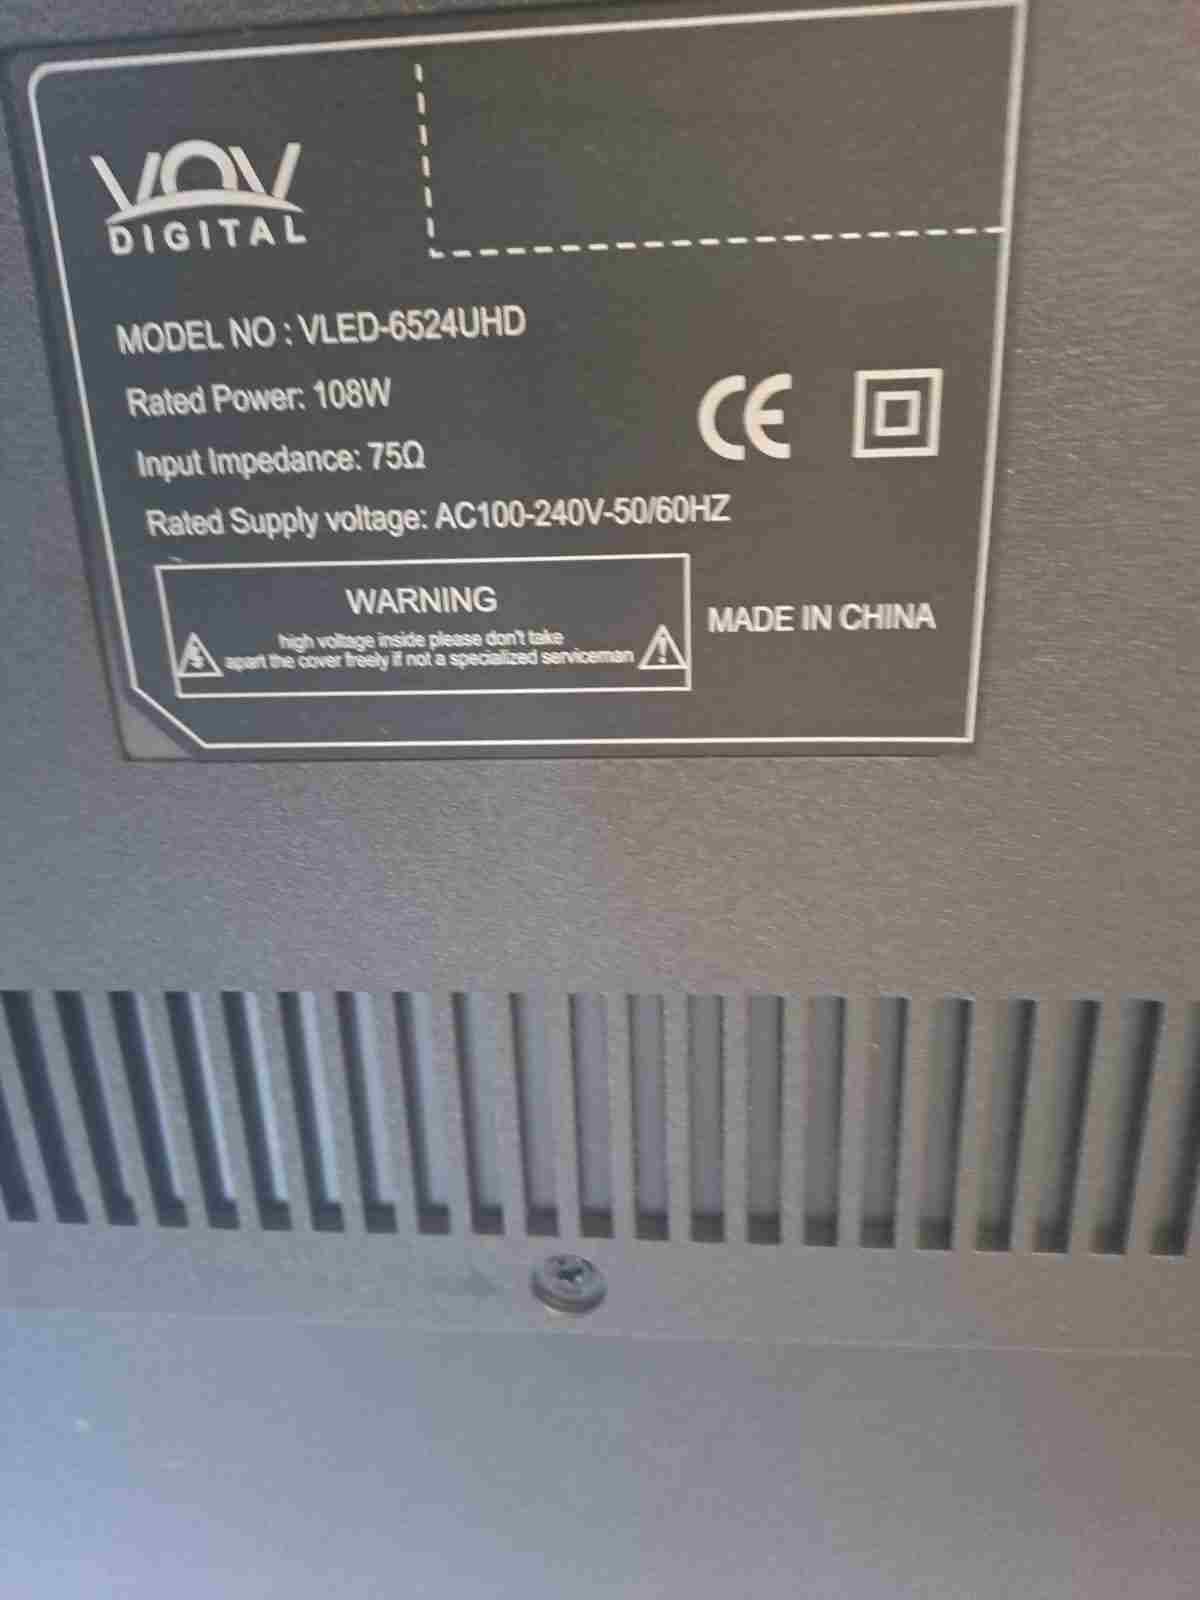 VOV
DIGITAL
MODEL NO : VLED-6524UHD
Rated Power: 108W
Input Impedance: 75Ω
Rated Supply voltage: AC100-240V-50/60HZ
CE
WARNING
high voltage inside please don't take
apart the cover freely if not a specialized serviceman
MADE IN CHINA